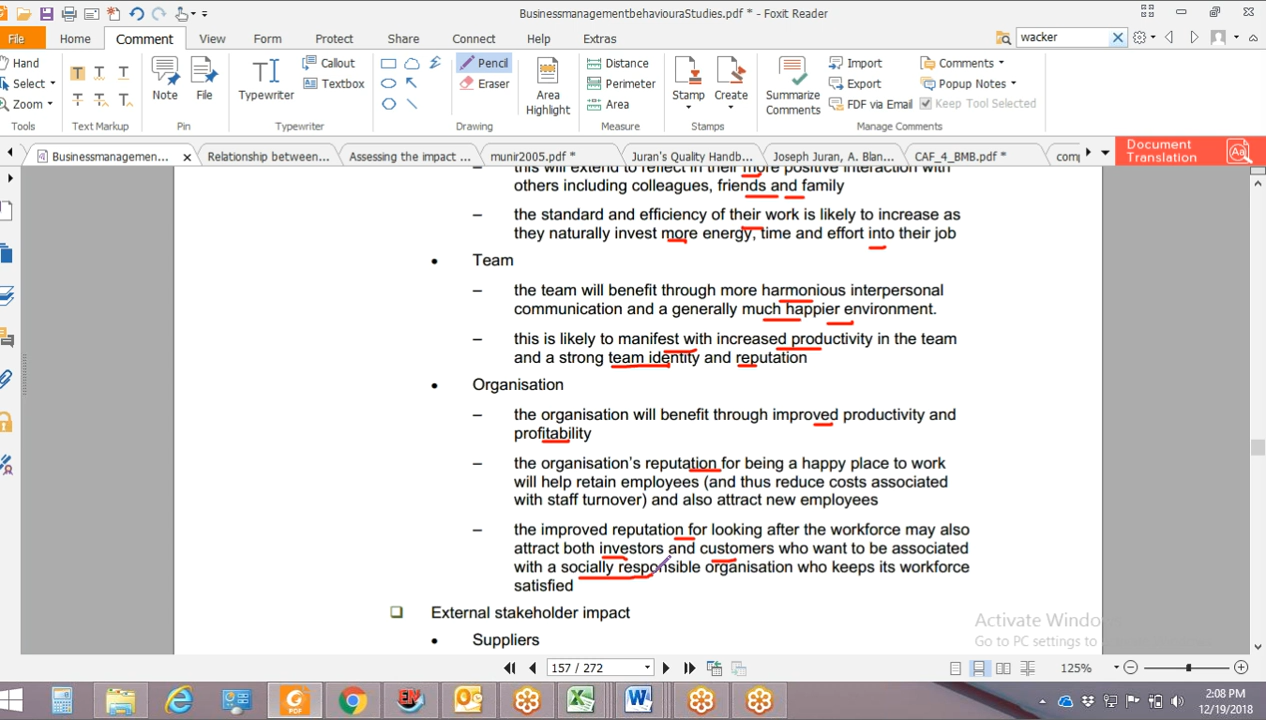 BusinessmanagementbehaviouraStudies.pdf * - Foxit Reader
wacker
File Home Comment View Form Protect Share Connect Help Extras
Hand
Select
Zoom
Tools
Text Markup
Note
File
Pin
Typewriter
Callout
Textbox
Typewriter
Pencil
Eraser
Drawing
Area Highlight
Distance
Perimeter
Area
Measure
Stamp
Create
Stamps
Summarize Comments
Import
Export
FDF via Email
Comments
Popup Notes
Keep Tool Selected
Manage Comments
Businessmanagemen... Relationship between... Assessing the impact ... munir2005.pdf * Juran's Quality Handb... Joseph Juran, A. Blan... CAF_4_BMB.pdf * com
Document Translation
this will extend to reflect in their more positive interaction with
others including colleagues, friends and family
– the standard and efficiency of their work is likely to increase as
they naturally invest more energy, time and effort into their job
• Team
– the team will benefit through more harmonious interpersonal
communication and a generally much happier environment.
– this is likely to manifest with increased productivity in the team
and a strong team identity and reputation
• Organisation
– the organisation will benefit through improved productivity and
profitability
– the organisation's reputation for being a happy place to work
will help retain employees (and thus reduce costs associated
with staff turnover) and also attract new employees
– the improved reputation for looking after the workforce may also
attract both investors and customers who want to be associated
with a socially responsible organisation who keeps its workforce
satisfied
❑ External stakeholder impact
• Suppliers
Activate Windo
Go to PC settings to
157 / 272
125%
2:08 PM
12/19/2018